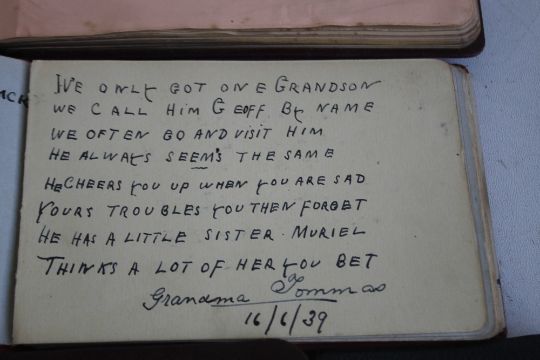 I'VE ONLY GOT ONE GRANDSON
WE CALL HIM GEOFF BY NAME
WE OFTEN GO AND VISIT HIM
HE ALWAYS SEEM'S THE SAME
HE CHEERS YOU UP WHEN YOU ARE SAD
YOURS TROUBLES YOU THEN FORGET
HE HAS A LITTLE SISTER. MURIEL
THINKS A LOT OF HER YOU BET
Grandma Tommas
16/6/39